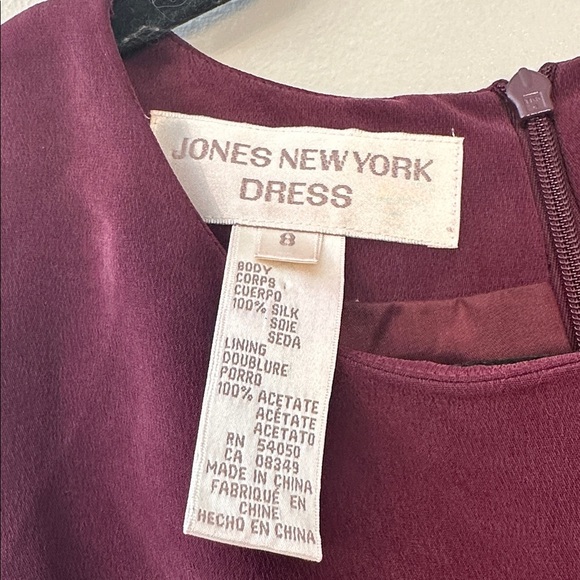 JONES NEW YORK
DRESS
8
BODY
CORPS
CUERPO
100% SILK
SOIE
SEDA
LINING
DOUBLURE
PORRO
100% ACETATE
ACÉTATE
ACETATO
RN 54050
CA 08349
MADE IN CHINA
FABRIQUÉ EN
CHINE
HECHO EN CHINA